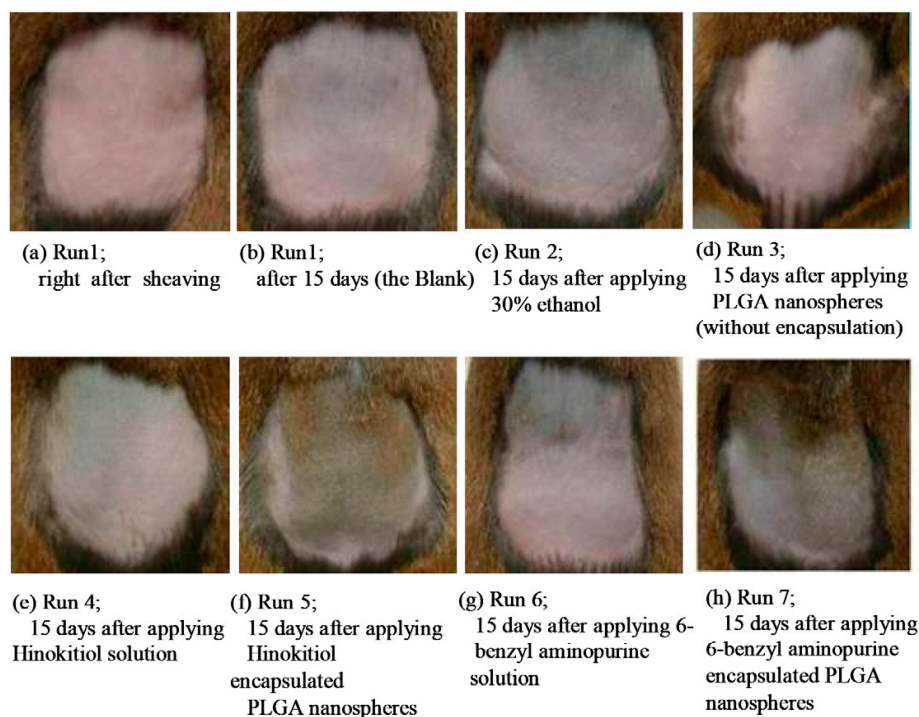 (a) Run1;
right after sheaving
(b) Run1;
after 15 days (the Blank)
(c) Run 2;
15 days after applying
30% ethanol
(d) Run 3;
15 days after applying
PLGA nanospheres
(without encapsulation)
(e) Run 4;
15 days after applying
Hinokitiol solution
(f) Run 5;
15 days after applying
Hinokitiol
encapsulated
PLGA nanospheres
(g) Run 6;
15 days after applying 6-
benzyl aminopurine
solution
(h) Run 7;
15 days after applying
6-benzyl aminopurine
encapsulated PLGA
nanospheres